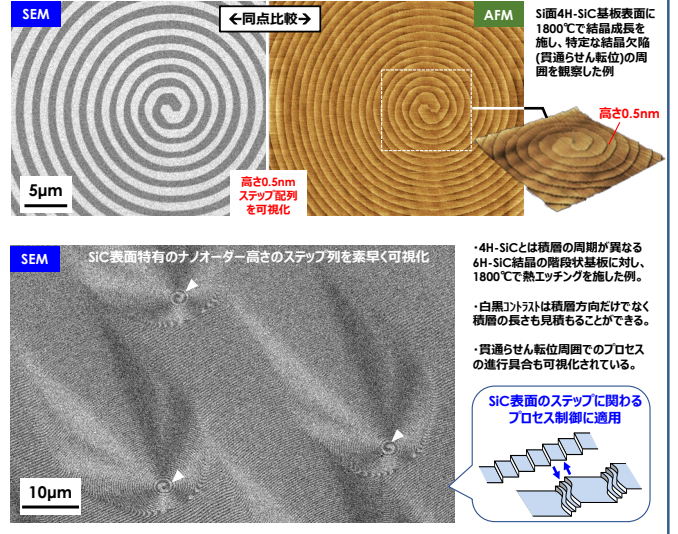 SEM
←同点比較→
AFM
5µm
高さ0.5nm
ステップ配列
を可視化
Si面4H-SiC基板表面に
1800℃で結晶成長を
施し、特定な結晶欠陥
(貫通らせん転位)の周
囲を観察した例
高さ0.5nm
SEM
SiC表面特有のナノオーダー高さのステップ列を素早く可視化
10µm
・4H-SiCとは積層の周期が異なる
6H-SiC結晶の階段状基板に対し、
1800℃で熱エッチングを施した例。
・白黒コントラストは積層方向だけでなく
積層の長さも見積もることができる。
・貫通らせん転位周囲でのプロセス
の進行具合も可視化されている。
SiC表面のステップに関わる
プロセス制御に適用